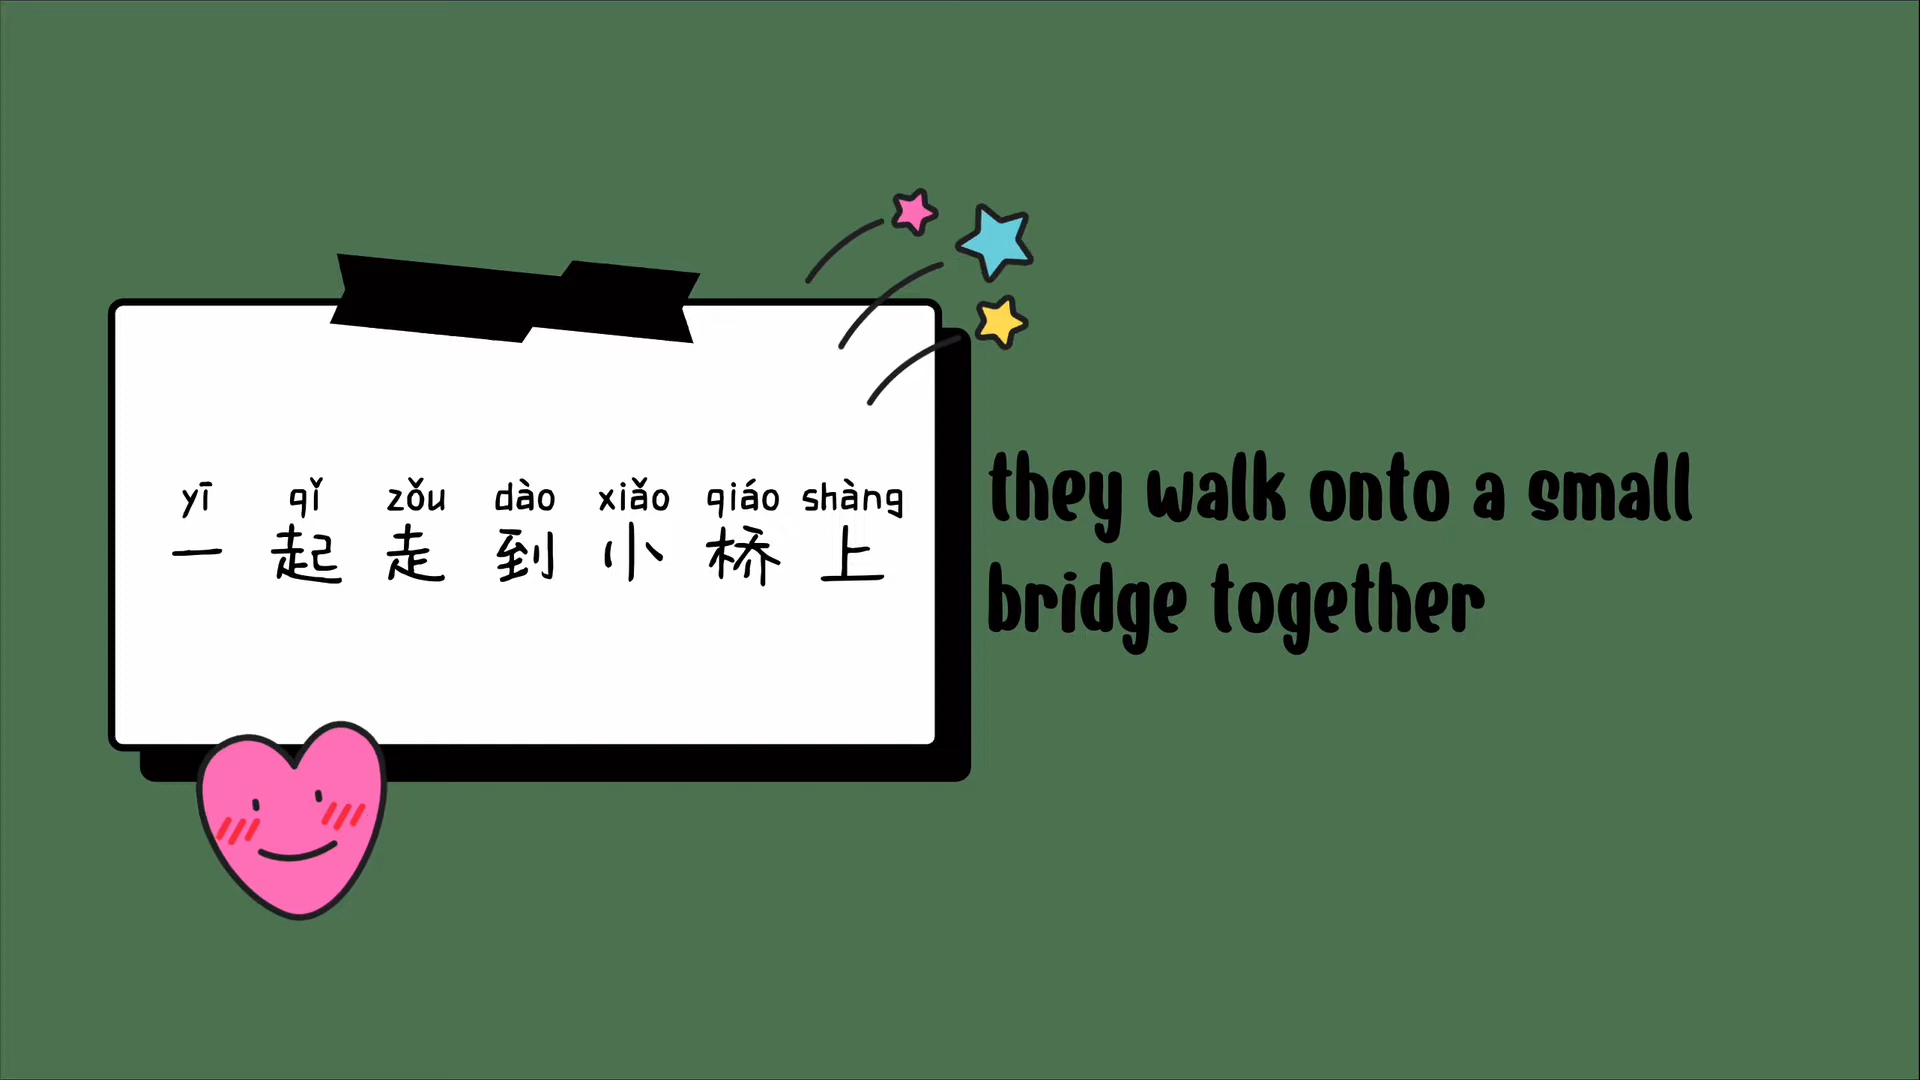 yī qǐ zǒu dào xiǎo qiáo shàng
一 起 走 到 小 桥 上
they walk onto a small
bridge together